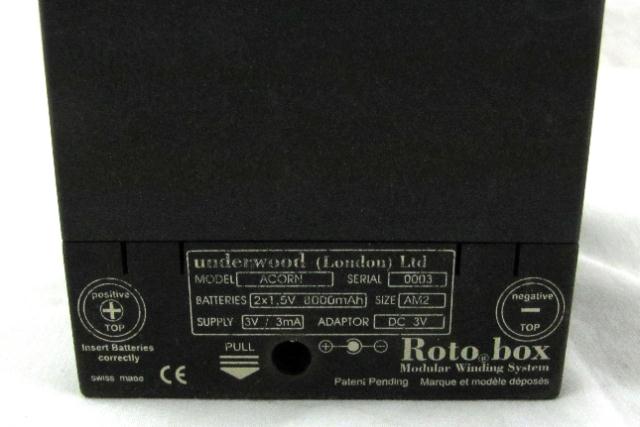 underwood (London) Ltd
MODEL ACORN SERIAL 0003
BATTERIES 2x1.5V 8000mAh SIZE AM2
SUPPLY 3V / 3mA ADAPTOR DC 3V
positive
+
TOP
Insert Batteries
correctly
swiss made CE
PULL
+ -
negative
-
TOP
Roto® box
Modular Winding System
Patent Pending Marque et modèle déposés